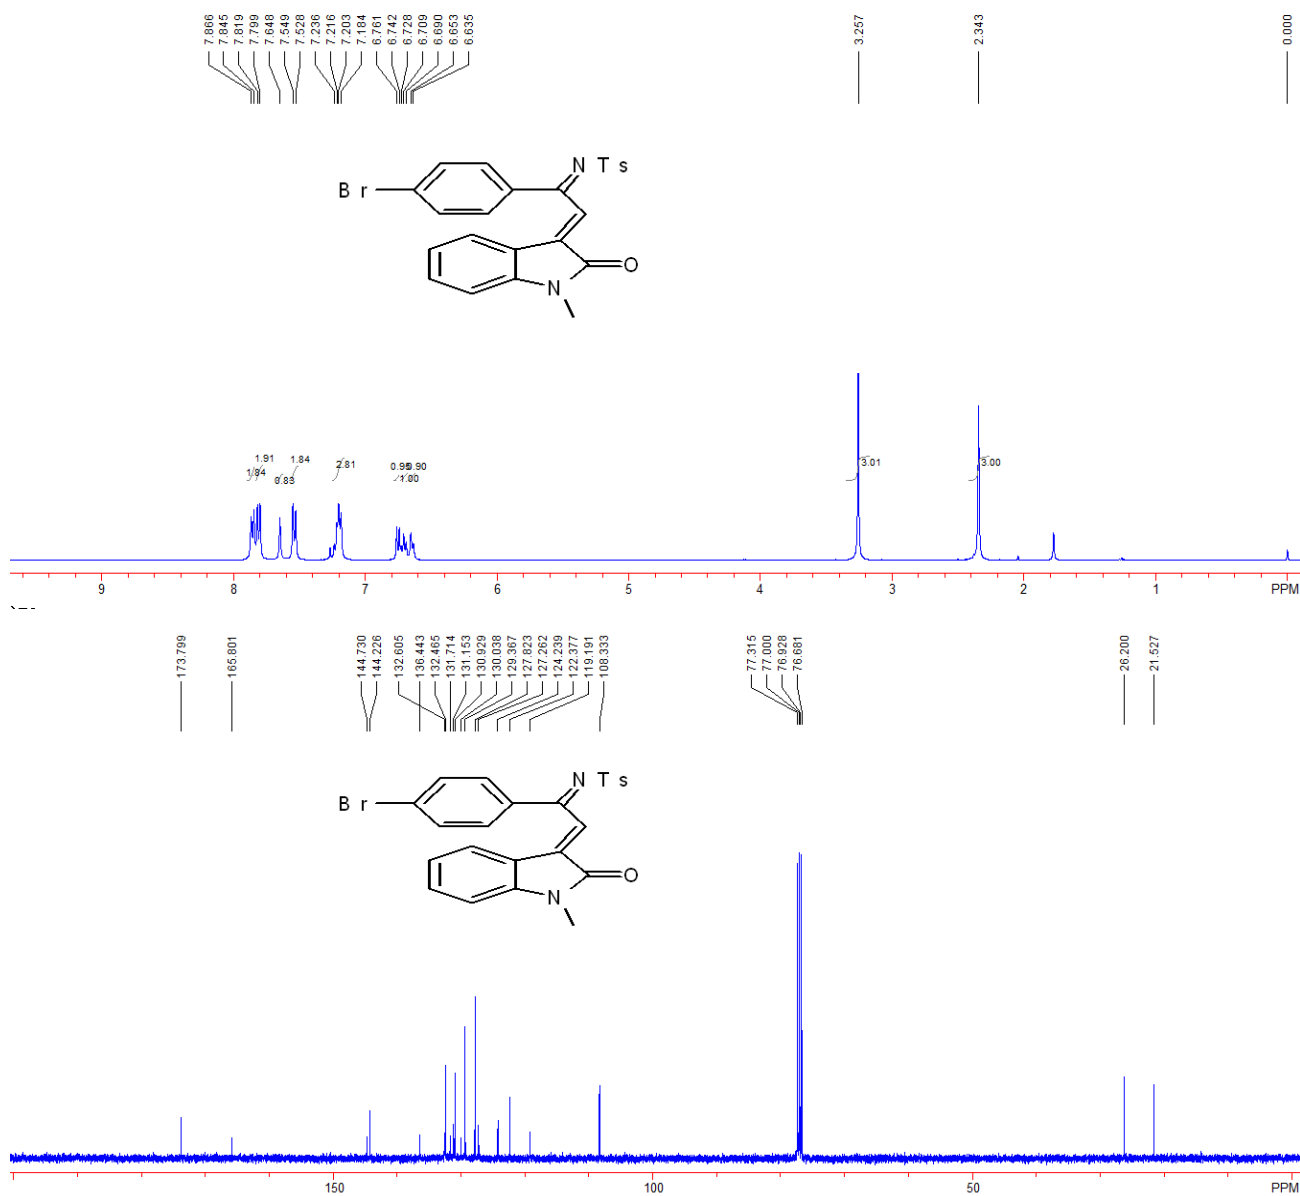 7.866 7.845 7.819 7.799 7.648 7.549 7.528 7.236 7.216 7.203 7.184 6.761 6.742 6.728 6.709 6.690 6.653 6.635 3.257 2.343 0.000
N Ts
Br
O
N
1.94 1.91 0.83 1.84 2.81 0.98 1.00 0.90 3.01 3.00
9 8 7 6 5 4 3 2 1 PPM
173.799 165.801 144.730 144.226 132.605 136.443 132.465 131.714 131.153 130.929 130.038 129.367 127.823 127.262 124.239 122.377 119.191 108.333 77.315 77.000 76.928 76.681 26.200 21.527
N Ts
Br
O
N
150 100 50 PPM